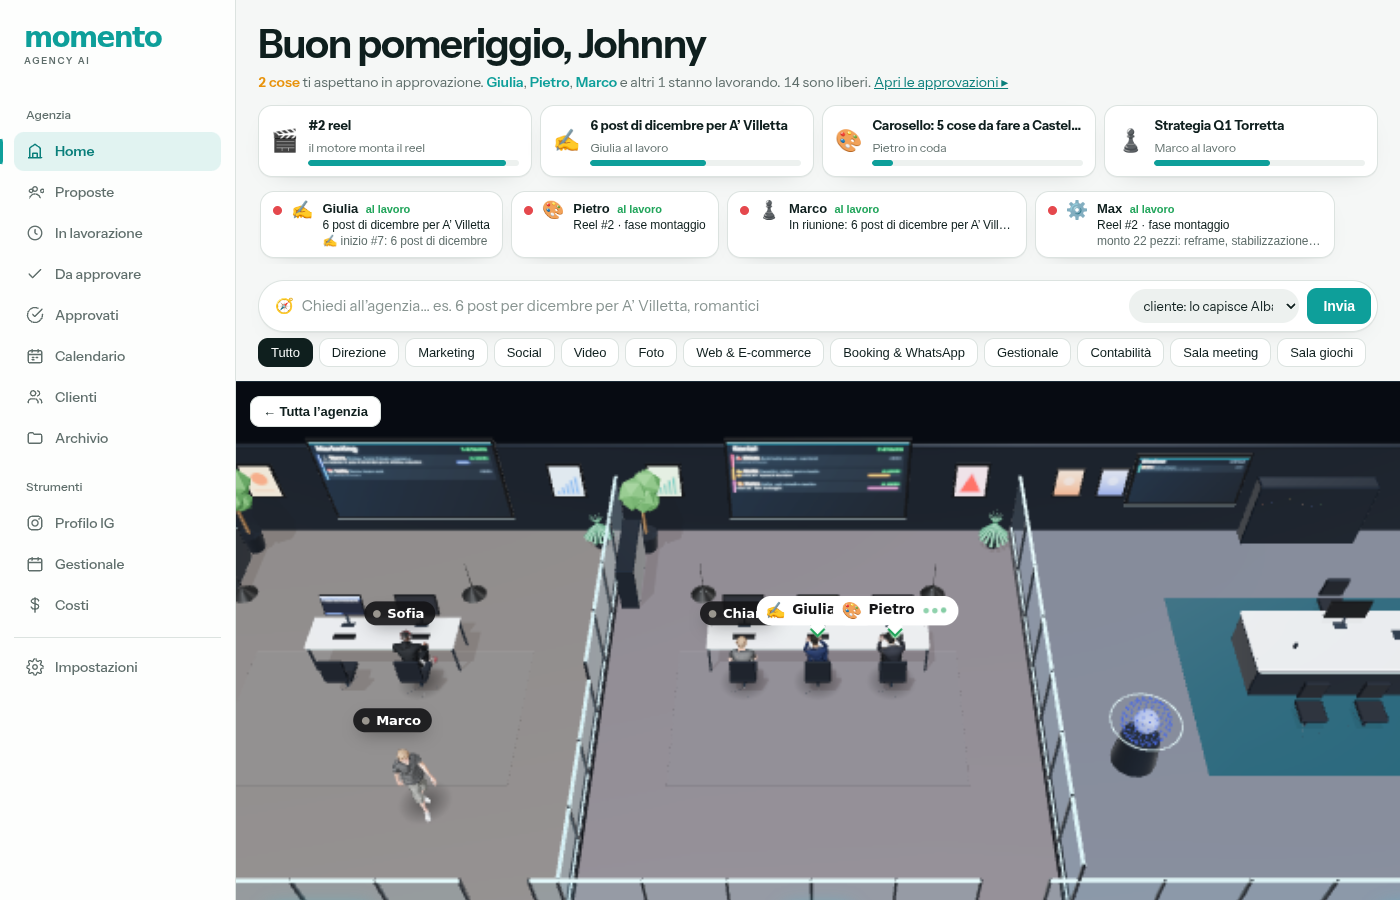 momento
AGENCY AI
Agenzia
Home
Proposte
In lavorazione
Da approvare
Approvati
Calendario
Clienti
Archivio
Strumenti
Profilo IG
Gestionale
Costi
Impostazioni
Buon pomeriggio, Johnny
2 cose ti aspettano in approvazione. Giulia, Pietro, Marco e altri 1 stanno lavorando. 14 sono liberi. Apri le approvazioni ▸
#2 reel
il motore monta il reel
6 post di dicembre per A’ Villetta
Giulia al lavoro
Carosello: 5 cose da fare a Castel...
Pietro in coda
Strategia Q1 Torretta
Marco al lavoro
Giulia al lavoro
6 post di dicembre per A’ Villetta
✍️ inizio #7: 6 post di dicembre
Pietro al lavoro
Reel #2 · fase montaggio
Marco al lavoro
In riunione: 6 post di dicembre per A’ Vill...
Max al lavoro
Reel #2 · fase montaggio
monto 22 pezzi: reframe, stabilizzazione...
Chiedi all’agenzia... es. 6 post per dicembre per A’ Villetta, romantici
cliente: lo capisce Alba
Invia
Tutto
Direzione
Marketing
Social
Video
Foto
Web & E-commerce
Booking & WhatsApp
Gestionale
Contabilità
Sala meeting
Sala giochi
← Tutta l’agenzia
Marketing
Social
Sofia
Marco
Giulia
Pietro